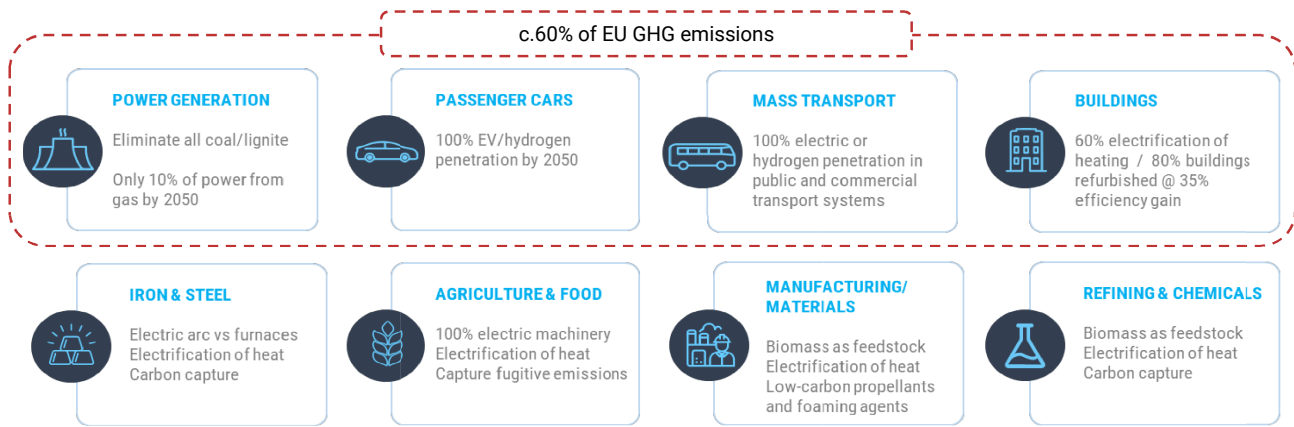 c.60% of EU GHG emissions
POWER GENERATION
Eliminate all coal/lignite
Only 10% of power from
gas by 2050
PASSENGER CARS
100% EV/hydrogen
penetration by 2050
MASS TRANSPORT
100% electric or
hydrogen penetration in
public and commercial
transport systems
BUILDINGS
60% electrification of
heating / 80% buildings
refurbished @ 35%
efficiency gain
IRON & STEEL
Electric arc vs furnaces
Electrification of heat
Carbon capture
AGRICULTURE & FOOD
100% electric machinery
Electrification of heat
Capture fugitive emissions
MANUFACTURING/
MATERIALS
Biomass as feedstock
Electrification of heat
Low-carbon propellants
and foaming agents
REFINING & CHEMICALS
Biomass as feedstock
Electrification of heat
Carbon capture